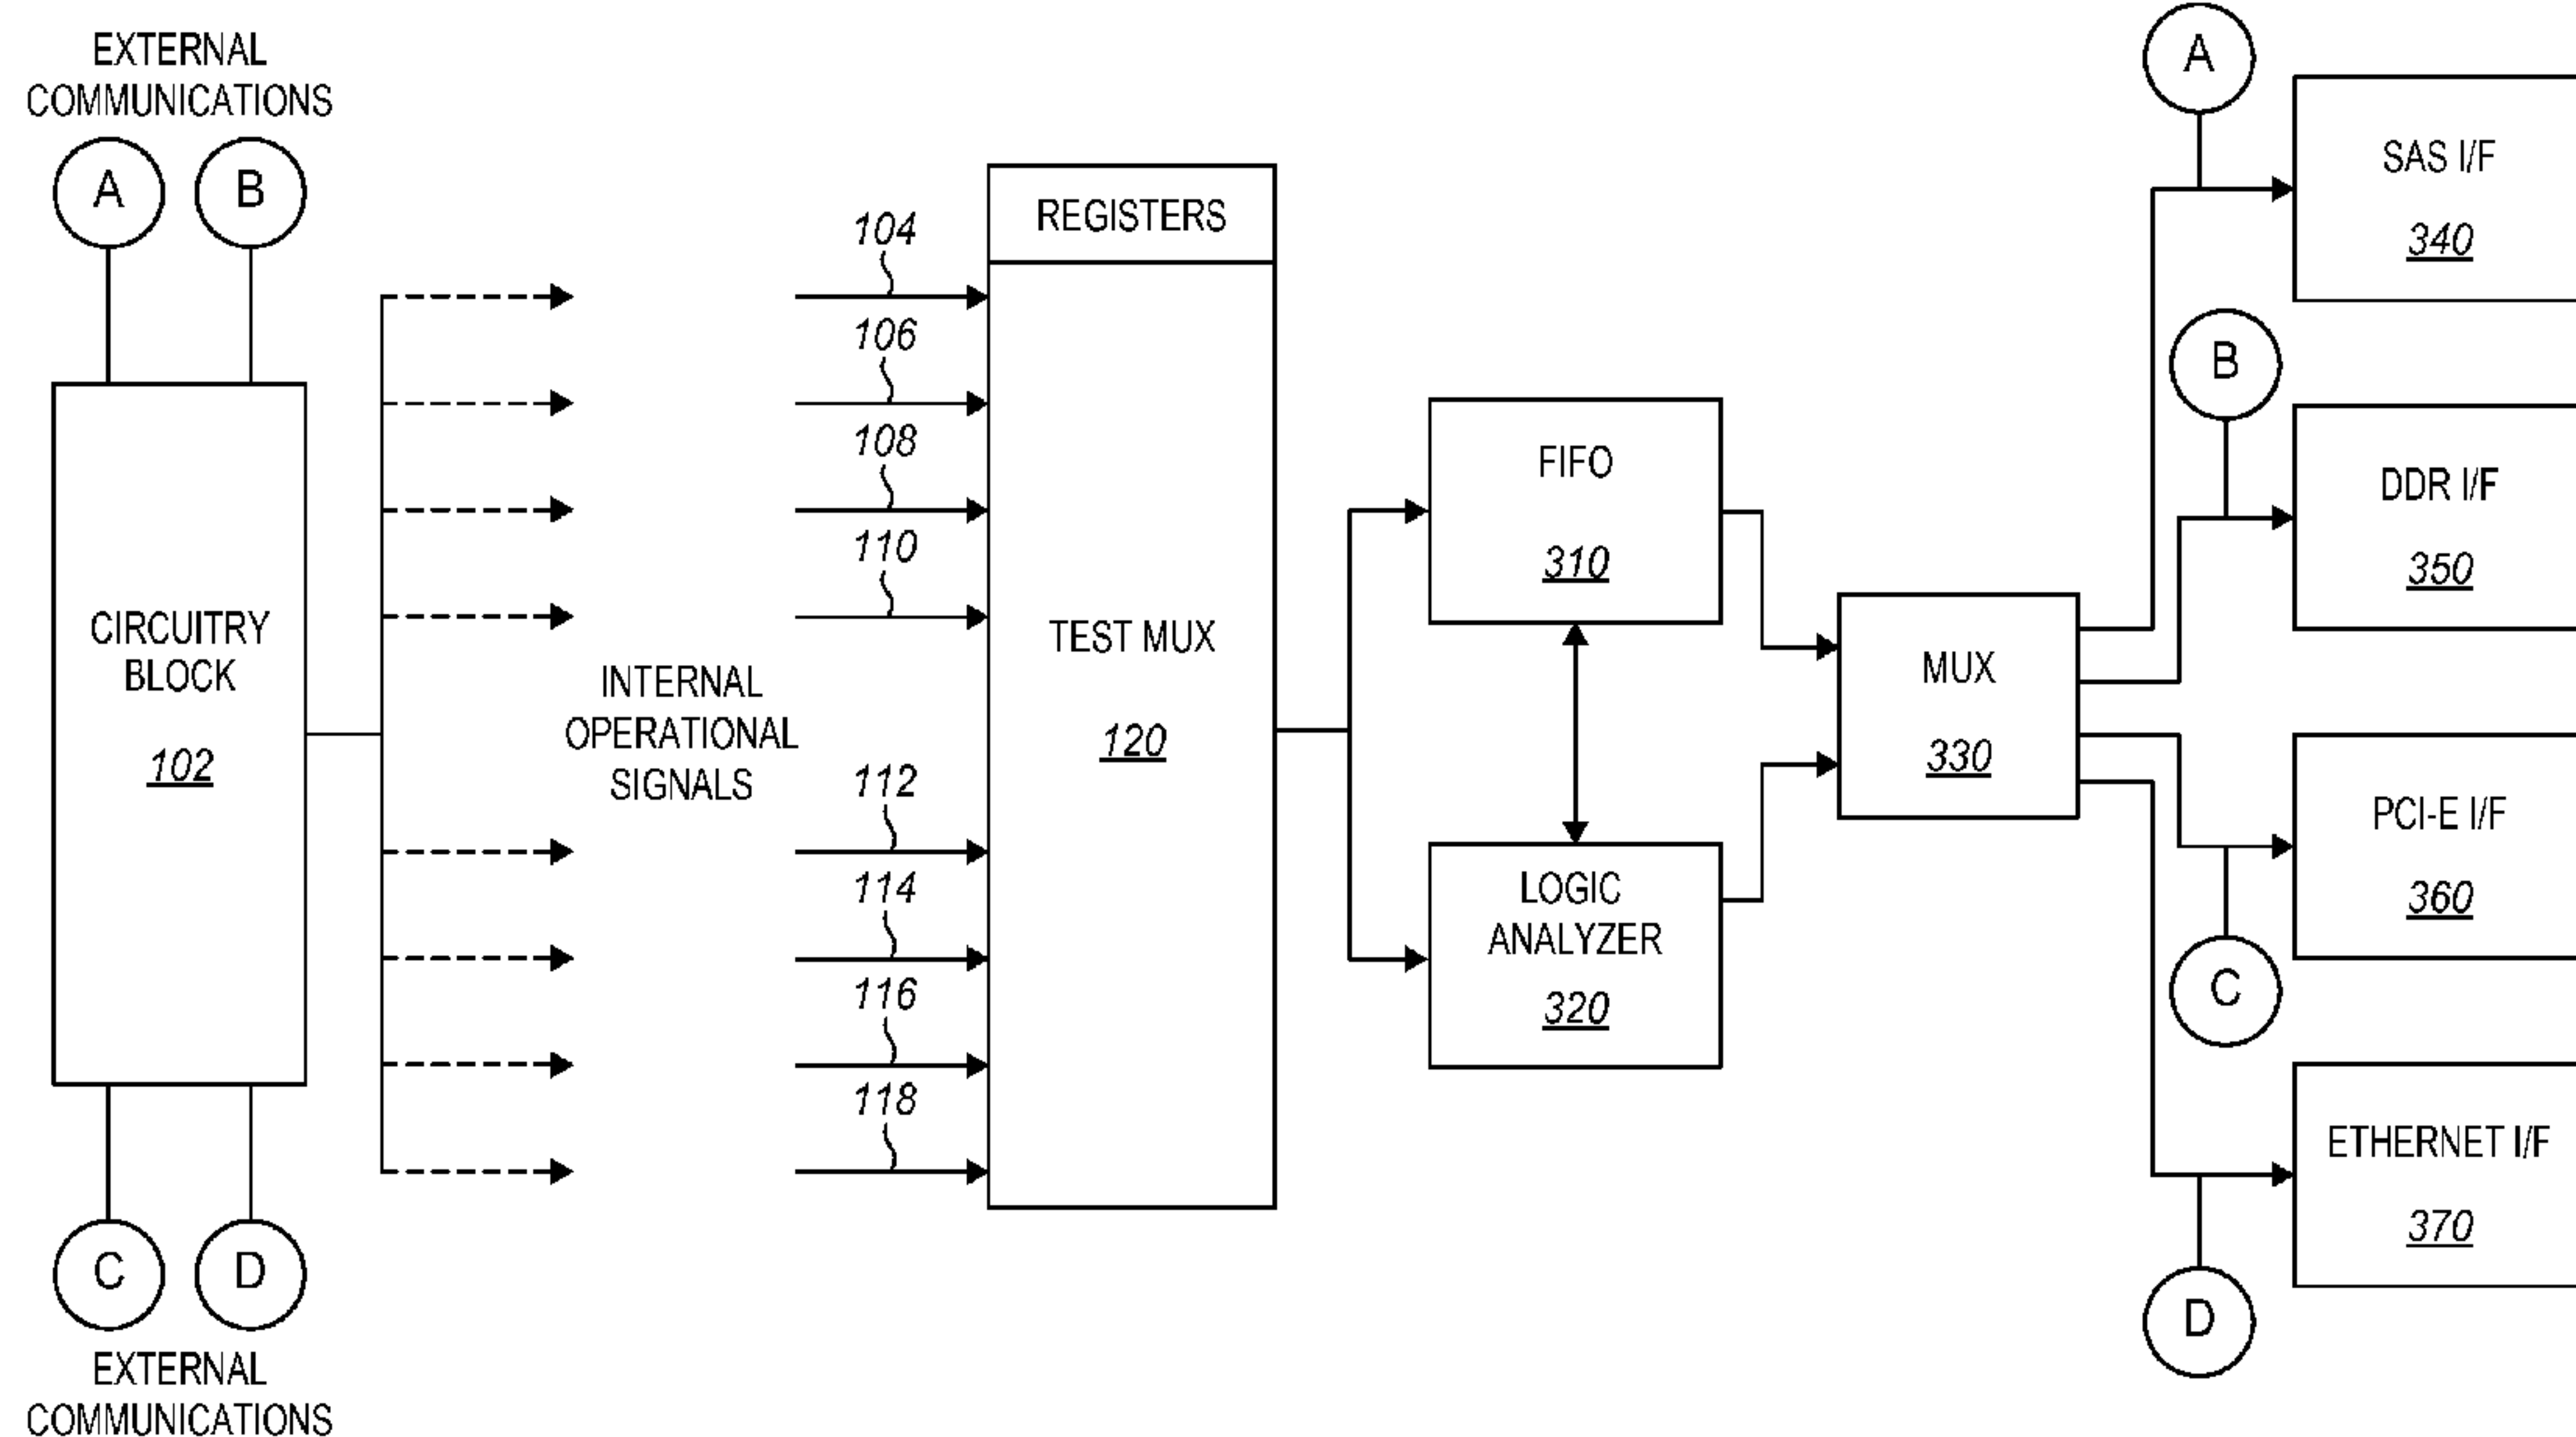 EXTERNAL
COMMUNICATIONS
A
B
CIRCUITRY
BLOCK
102
C
D
EXTERNAL
COMMUNICATIONS
INTERNAL
OPERATIONAL
SIGNALS
104
106
108
110
112
114
116
118
REGISTERS
TEST MUX
120
FIFO
310
LOGIC
ANALYZER
320
MUX
330
A
SAS I/F
340
B
DDR I/F
350
PCI-E I/F
360
C
ETHERNET I/F
370
D